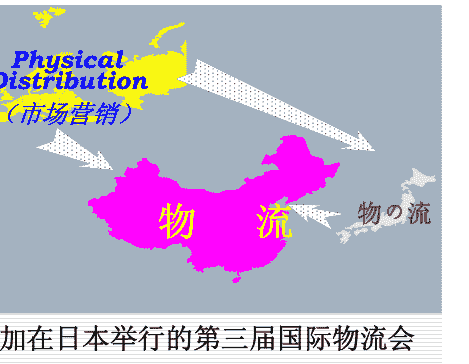 Physical
Distribution
（市场营销）
物 流
物の流
加在日本举行的第三届国际物流会